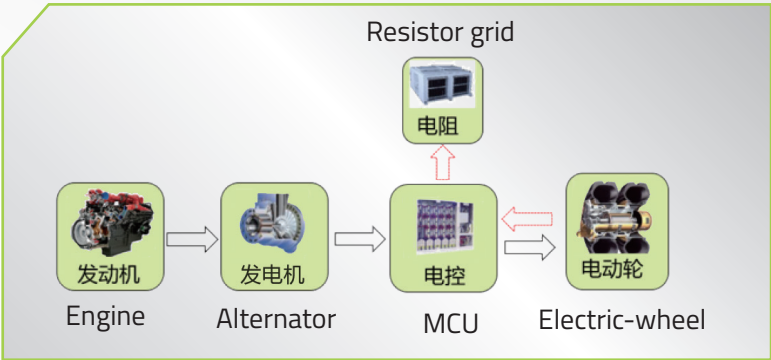 Resistor grid
电阻
发动机
发电机
电控
电动轮
Engine
Alternator
MCU
Electric-wheel